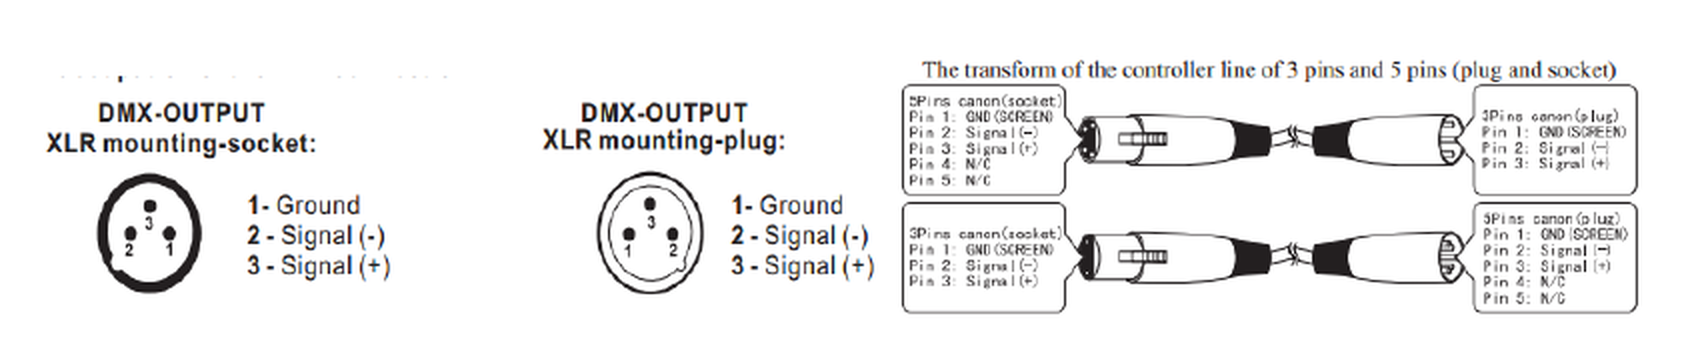 DMX-OUTPUT
XLR mounting-socket:
3
2
1
1- Ground
2 - Signal (-)
3 - Signal (+)
DMX-OUTPUT
XLR mounting-plug:
3
1
2
1- Ground
2 - Signal (-)
3 - Signal (+)
The transform of the controller line of 3 pins and 5 pins (plug and socket)
5Pins canon(socket)
Pin 1: GND(SCREEN)
Pin 2: Signal(-)
Pin 3: Signal(+)
Pin 4: N/C
Pin 5: N/C
3Pins canon(plug)
Pin 1: GND(SCREEN)
Pin 2: Signal(-)
Pin 3: Signal(+)
3Pins canon(socket)
Pin 1: GND(SCREEN)
Pin 2: Signal(-)
Pin 3: Signal(+)
5Pins canon(plug)
Pin 1: GND(SCREEN)
Pin 2: Signal(-)
Pin 3: Signal(+)
Pin 4: N/C
Pin 5: N/C